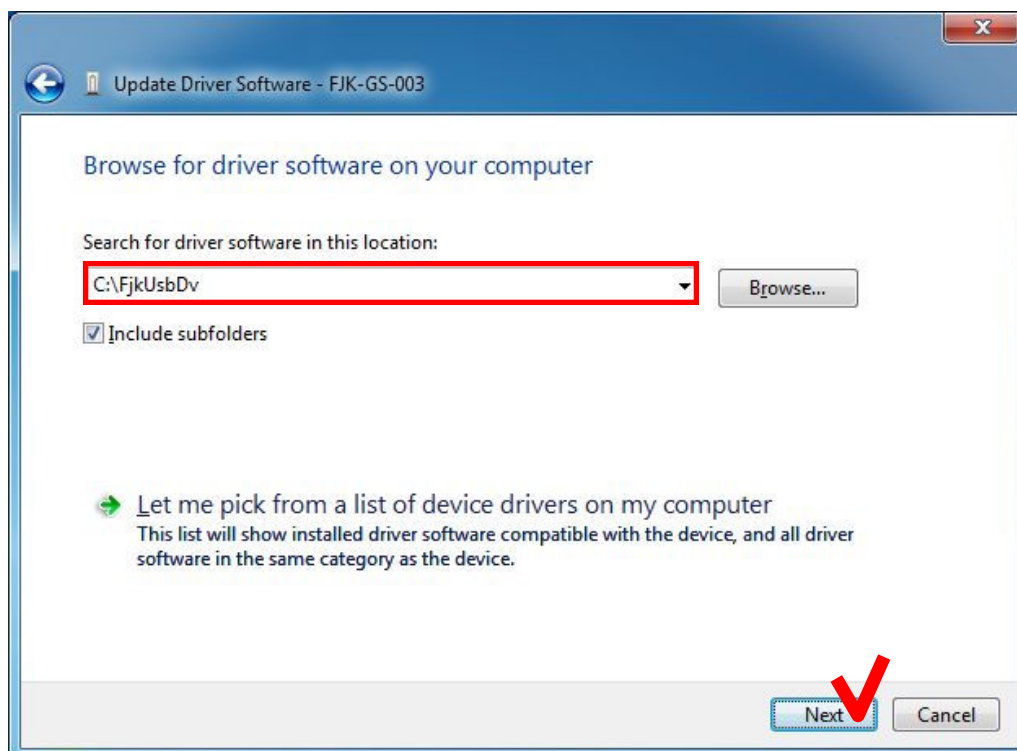 Update Driver Software - FJK-GS-003
Browse for driver software on your computer
Search for driver software in this location:
C:\FjkUsbDv
Browse...
Include subfolders
Let me pick from a list of device drivers on my computer
This list will show installed driver software compatible with the device, and all driver
software in the same category as the device.
Next
Cancel